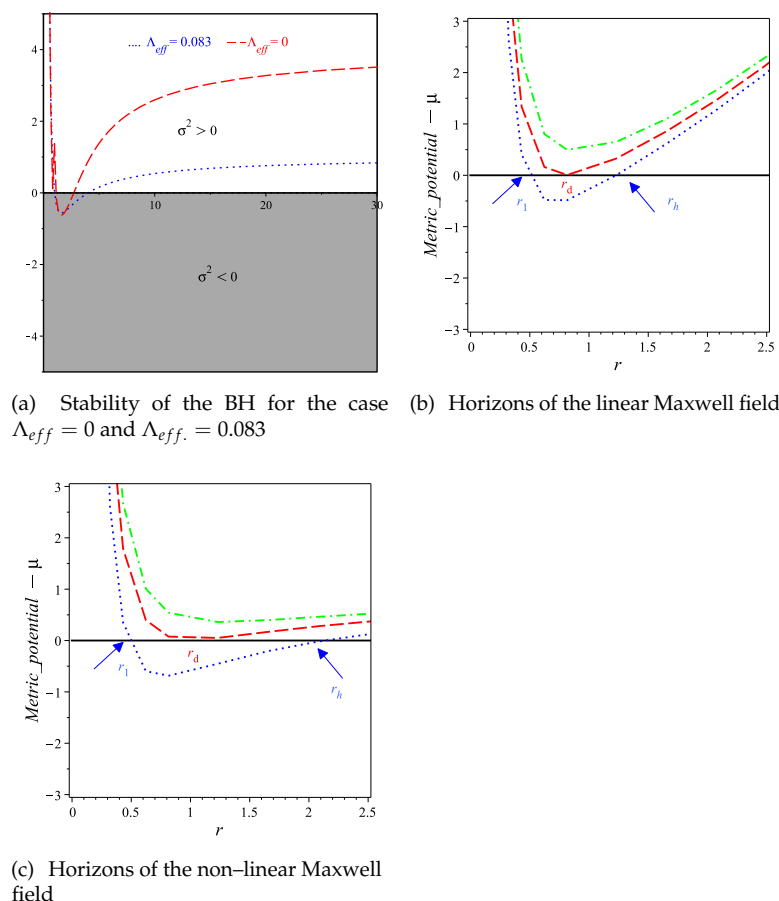 4
2
0
−2
−4
10
20
30
Λeff = 0.083
Λeff = 0
σ² > 0
σ² < 0
(a) Stability of the BH for the case
Λeff = 0 and Λeff. = 0.083
Metric_potential − μ
3
2
1
0
−1
−2
−3
r1
rd
rh
0
0.5
1
1.5
2
2.5
r
(b) Horizons of the linear Maxwell field
Metric_potential − μ
3
2
1
0
−1
−2
−3
r1
rd
rh
0
0.5
1
1.5
2
2.5
r
(c) Horizons of the non–linear Maxwell
field